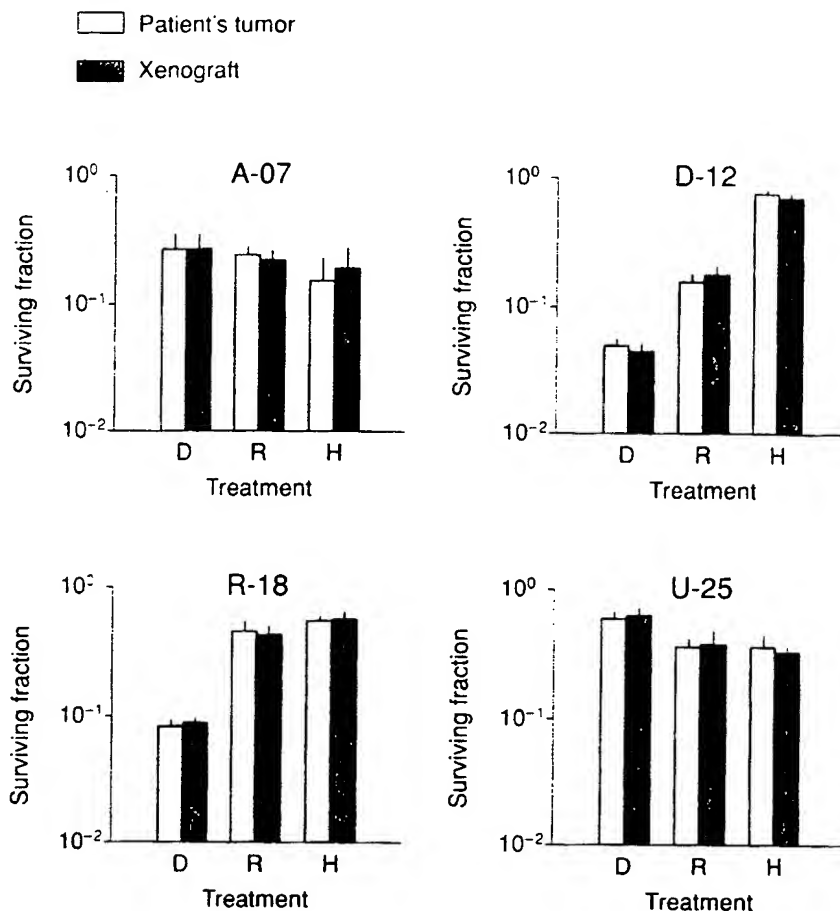 Patient's tumor
Xenograft
A-07
10⁰
10⁻¹
10⁻²
Surviving fraction
D R H
Treatment
D-12
10⁰
10⁻¹
10⁻²
Surviving fraction
D R H
Treatment
R-18
10⁰
10⁻¹
10⁻²
Surviving fraction
D R H
Treatment
U-25
10⁰
10⁻¹
10⁻²
Surviving fraction
D R H
Treatment